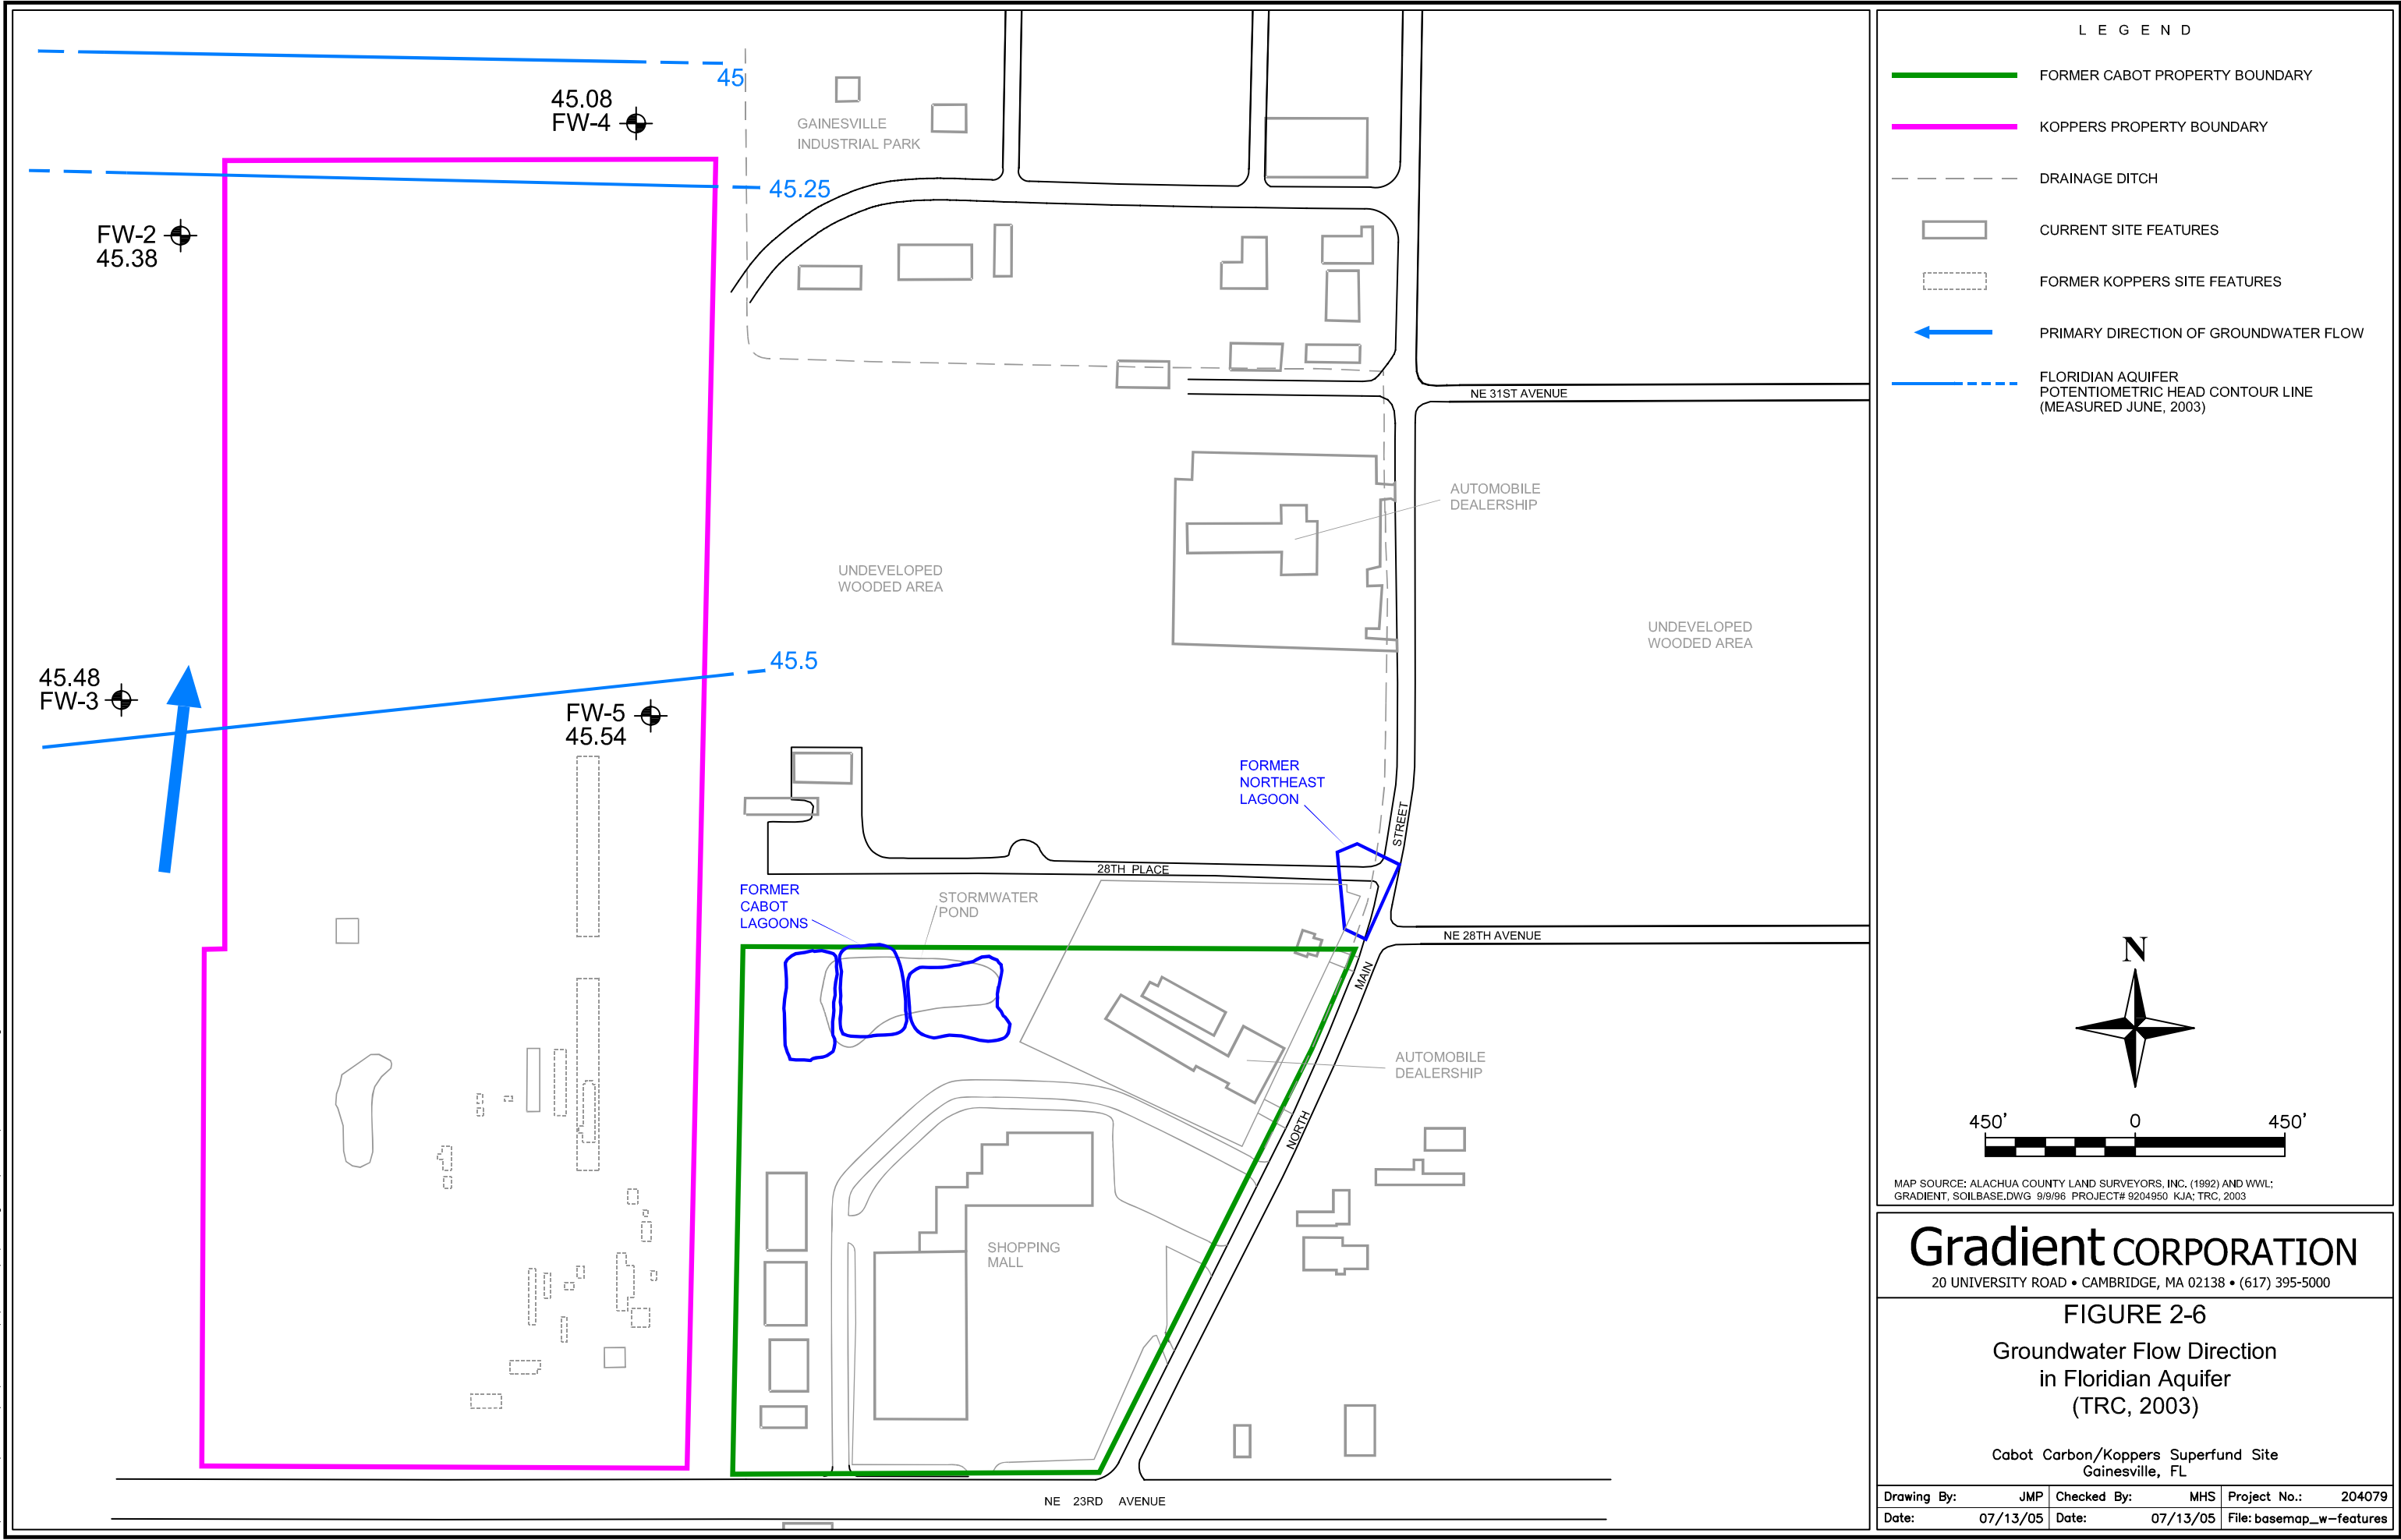 45
45.08
FW-4
GAINESVILLE
INDUSTRIAL PARK
45.25
FW-2
45.38
NE 31ST AVENUE
AUTOMOBILE
DEALERSHIP
UNDEVELOPED
WOODED AREA
UNDEVELOPED
WOODED AREA
45.5
45.48
FW-3
FW-5
45.54
FORMER
NORTHEAST
LAGOON
STREET
28TH PLACE
FORMER
CABOT
LAGOONS
STORMWATER
POND
NE 28TH AVENUE
MAIN
AUTOMOBILE
DEALERSHIP
NORTH
SHOPPING
MALL
NE 23RD AVENUE
LEGEND
FORMER CABOT PROPERTY BOUNDARY
KOPPERS PROPERTY BOUNDARY
DRAINAGE DITCH
CURRENT SITE FEATURES
FORMER KOPPERS SITE FEATURES
PRIMARY DIRECTION OF GROUNDWATER FLOW
FLORIDIAN AQUIFER
POTENTIOMETRIC HEAD CONTOUR LINE
(MEASURED JUNE, 2003)
N
450' 0 450'
MAP SOURCE: ALACHUA COUNTY LAND SURVEYORS, INC. (1992) AND WWL;
GRADIENT, SOILBASE.DWG 9/9/96 PROJECT# 9204950 KJA; TRC, 2003
Gradient CORPORATION
20 UNIVERSITY ROAD • CAMBRIDGE, MA 02138 • (617) 395-5000
FIGURE 2-6
Groundwater Flow Direction
in Floridian Aquifer
(TRC, 2003)
Cabot Carbon/Koppers Superfund Site
Gainesville, FL
Drawing By: JMP Checked By: MHS Project No.: 204079
Date: 07/13/05 Date: 07/13/05 File: basemap_w-features